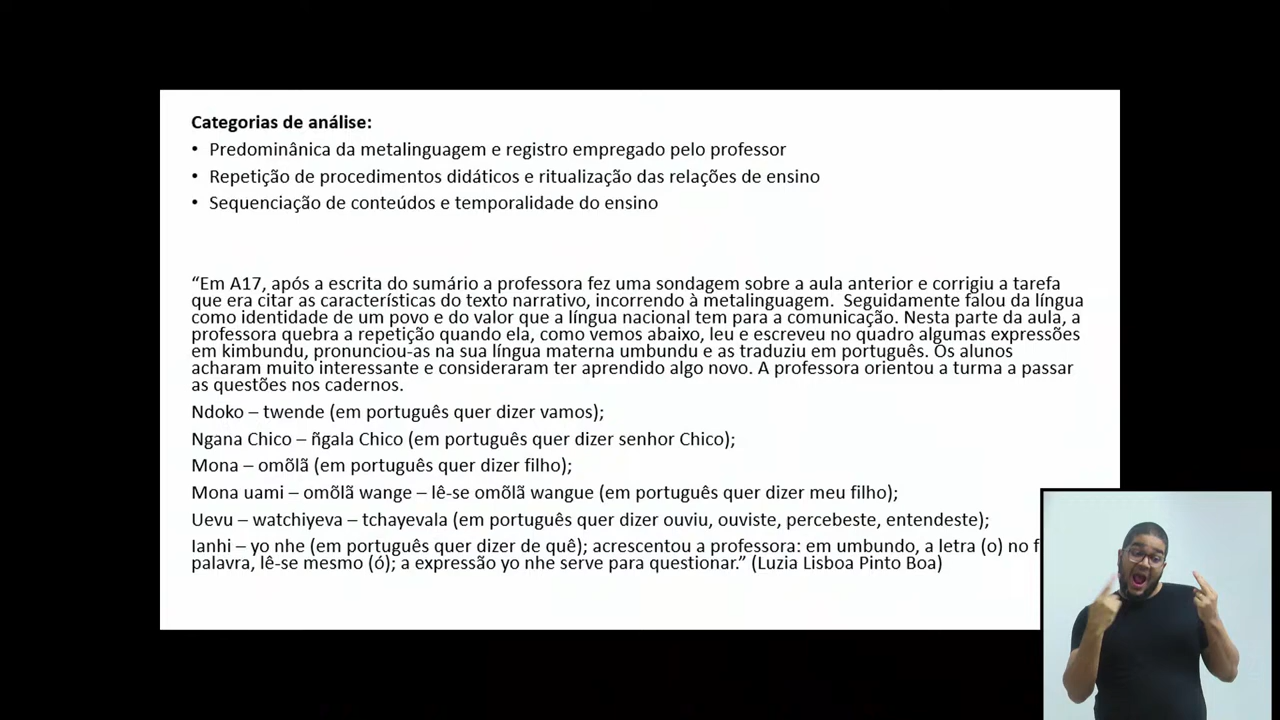 Categorias de análise:
• Predominânica da metalinguagem e registro empregado pelo professor
• Repetição de procedimentos didáticos e ritualização das relações de ensino
• Sequenciação de conteúdos e temporalidade do ensino
“Em A17, após a escrita do sumário a professora fez uma sondagem sobre a aula anterior e corrigiu a tarefa
que era citar as características do texto narrativo, incorrendo à metalinguagem. Seguidamente falou da língua
como identidade de um povo e do valor que a língua nacional tem para a comunicação. Nesta parte da aula, a
professora quebra a repetição quando ela, como vemos abaixo, leu e escreveu no quadro algumas expressões
em kimbundu, pronunciou-as na sua língua materna umbundu e as traduziu em português. Os alunos
acharam muito interessante e consideraram ter aprendido algo novo. A professora orientou a turma a passar
as questões nos cadernos.
Ndoko – twende (em português quer dizer vamos);
Ngana Chico – ñgala Chico (em português quer dizer senhor Chico);
Mona – omõlã (em português quer dizer filho);
Mona uami – omõlã wange – lê-se omõlã wangue (em português quer dizer meu filho);
Uevu – watchiyeva – tchayevala (em português quer dizer ouviu, ouviste, percebeste, entendeste);
Ianhi – yo nhe (em português quer dizer de quê); acrescentou a professora: em umbundo, a letra (o) no
palavra, lê-se mesmo (ó); a expressão yo nhe serve para questionar.” (Luzia Lisboa Pinto Boa)